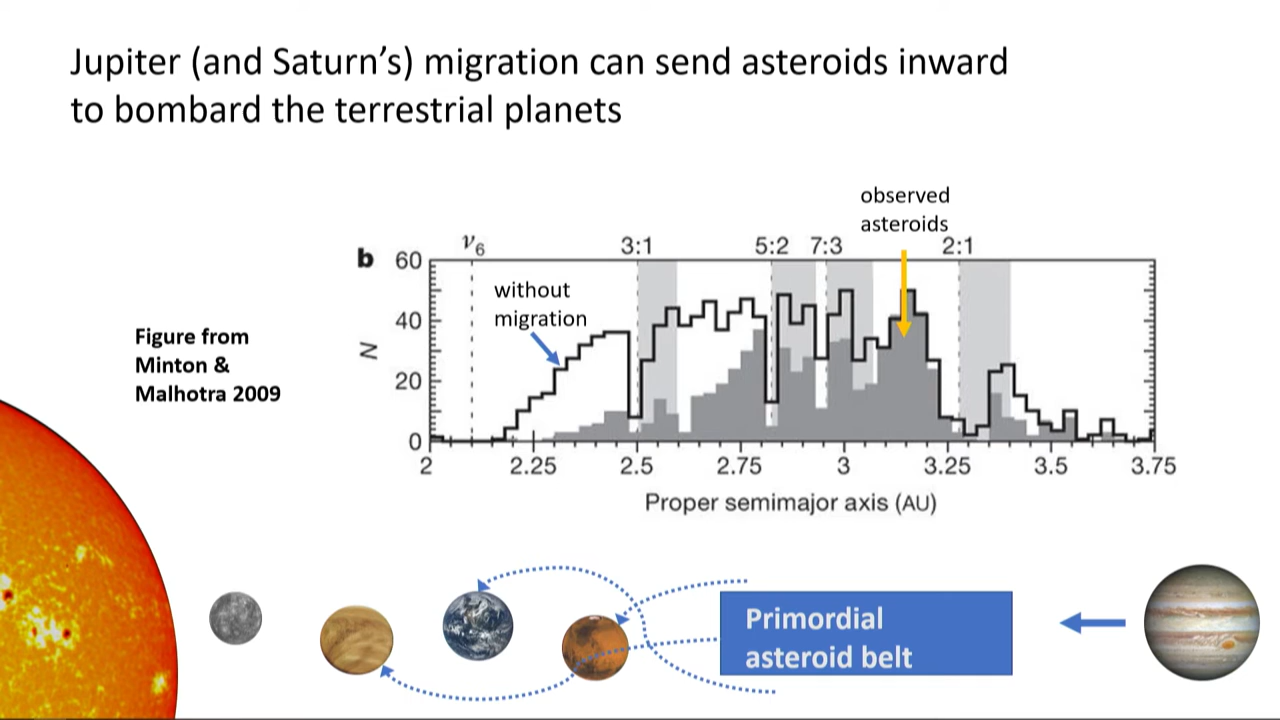 Jupiter (and Saturn’s) migration can send asteroids inward
to bombard the terrestrial planets
observed
asteroids
b
ν6
3:1
5:2
7:3
2:1
60
40
20
0
N
without
migration
Figure from
Minton &
Malhotra 2009
2
2.25
2.5
2.75
3
3.25
3.5
3.75
Proper semimajor axis (AU)
Primordial
asteroid belt